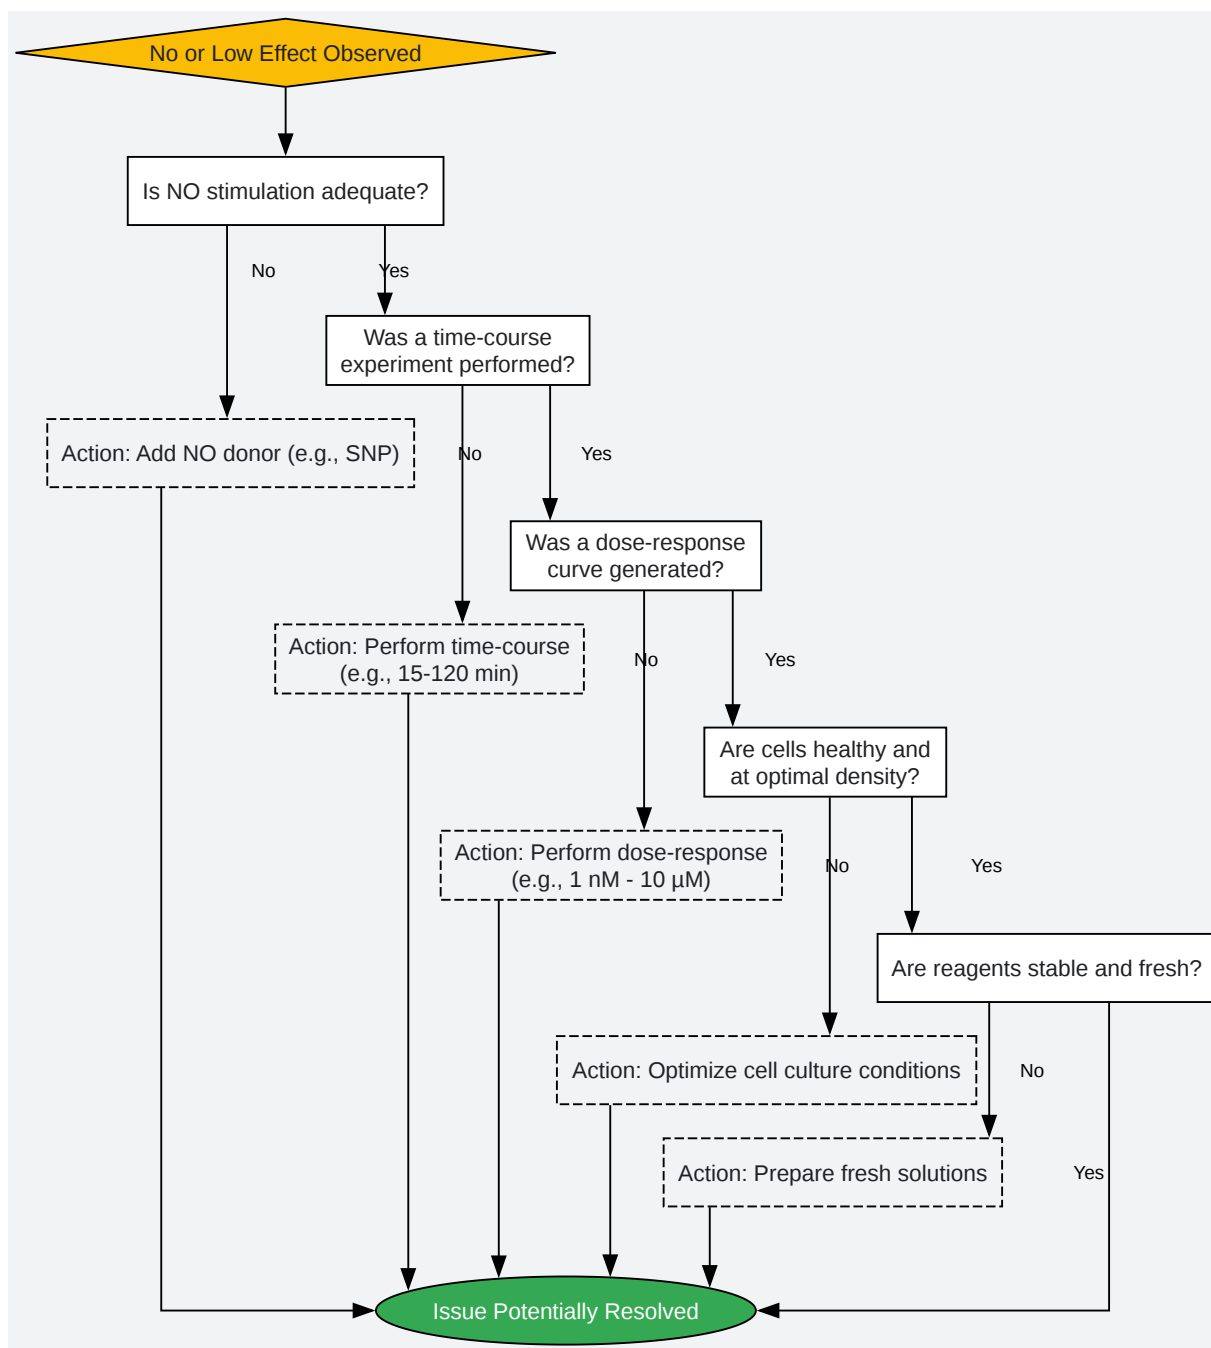 No or Low Effect Observed
Is NO stimulation adequate?
No
Yes
Was a time-course
experiment performed?
Action: Add NO donor (e.g., SNP)
No
Yes
Was a dose-response
curve generated?
Action: Perform time-course
(e.g., 15-120 min)
No
Yes
Are cells healthy and
at optimal density?
Action: Perform dose-response
(e.g., 1 nM - 10 µM)
No
Yes
Are reagents stable and fresh?
Action: Optimize cell culture conditions
No
Action: Prepare fresh solutions
Yes
Issue Potentially Resolved